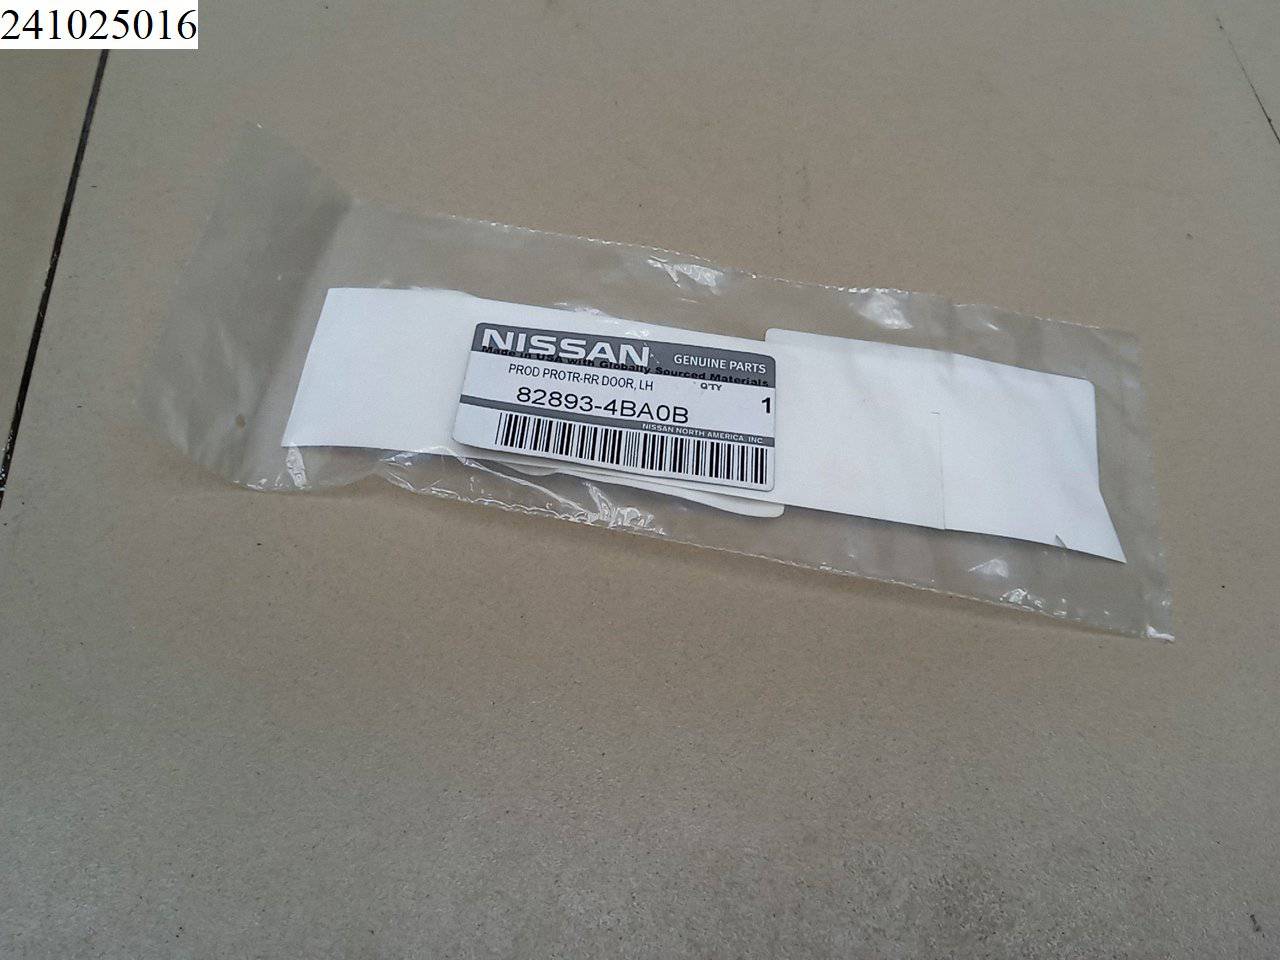 241025016
NISSAN GENUINE PARTS
Made in USA with Globally Sourced Materials
PROD PROTR-RR DOOR, LH Q'TY
82893-4BA0B 1
NISSAN NORTH AMERICA, INC.